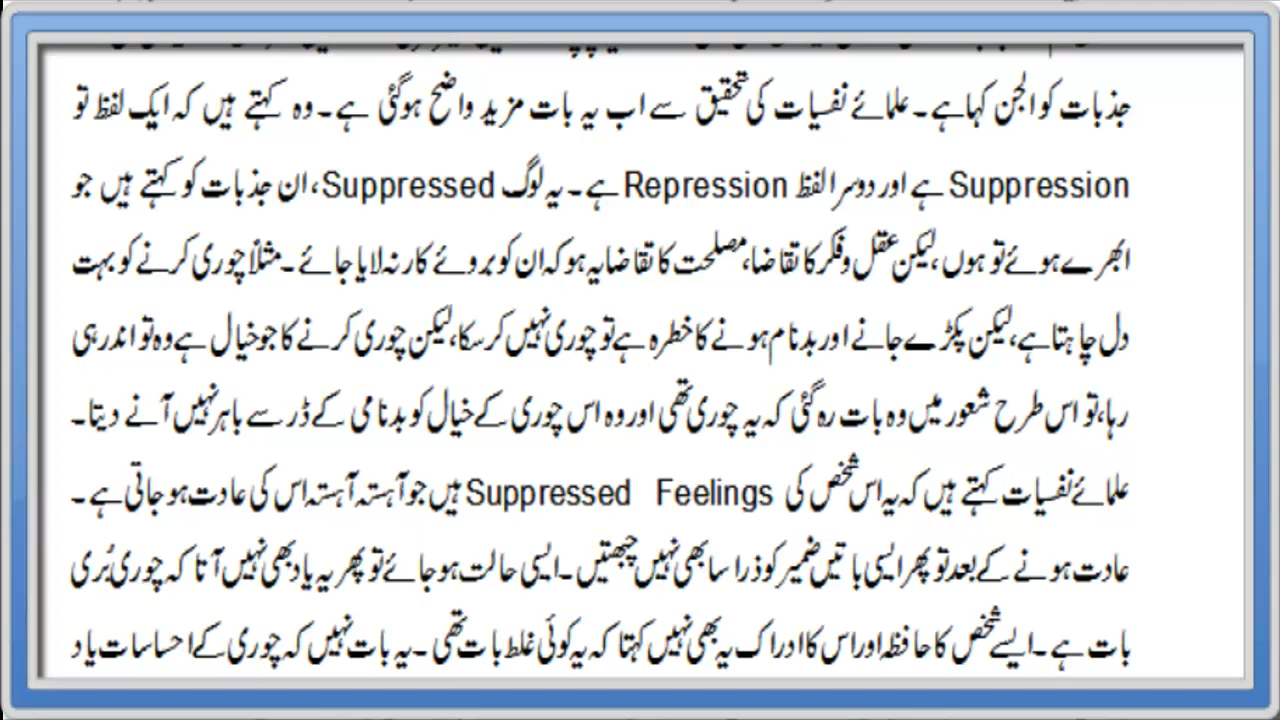 جذبات کو الجن کہا ہے۔ علمائے نفسیات کی تحقیق سے اب یہ بات مزید واضح ہوگئی ہے۔ وہ کہتے ہیں کہ ایک لفظ تو
Suppression ہے اور دوسرا لفظ Repression ہے۔ یہ لوگ Suppressed، ان جذبات کو کہتے ہیں جو
ابھرے ہوئے تو ہوں، لیکن عقل و فکر کا تقاضا، مصلحت کا تقاضا یہ ہو کہ ان کو بروئے کار نہ لایا جائے۔ مثلاً چوری کرنے کو بہت
دل چاہتا ہے، لیکن پکڑے جانے اور بدنام ہونے کا خطرہ ہے تو چوری نہیں کرسکا، لیکن چوری کرنے کا جو خیال ہے وہ تو اندر ہی
رہا، تو اس طرح شعور میں وہ بات رہ گئی کہ یہ چوری تھی اور وہ اس چوری کے خیال کو بدنامی کے ڈر سے باہر نہیں آنے دیتا۔
علمائے نفسیات کہتے ہیں کہ یہ اس شخص کی Suppressed Feelings ہیں جو آہستہ آہستہ اس کی عادت ہوجاتی ہے۔
عادت ہونے کے بعد تو پھر ایسی باتیں ضمیر کو ذرا سا بھی نہیں چبھتیں۔ ایسی حالت ہوجائے تو پھر یہ یاد بھی نہیں آتا کہ چوری بُری
بات ہے۔ ایسے شخص کا حافظہ اور اس کا ادراک یہ بھی نہیں کہتا کہ یہ کوئی غلط بات تھی۔ یہ بات نہیں کہ چوری کے احساسات یاد